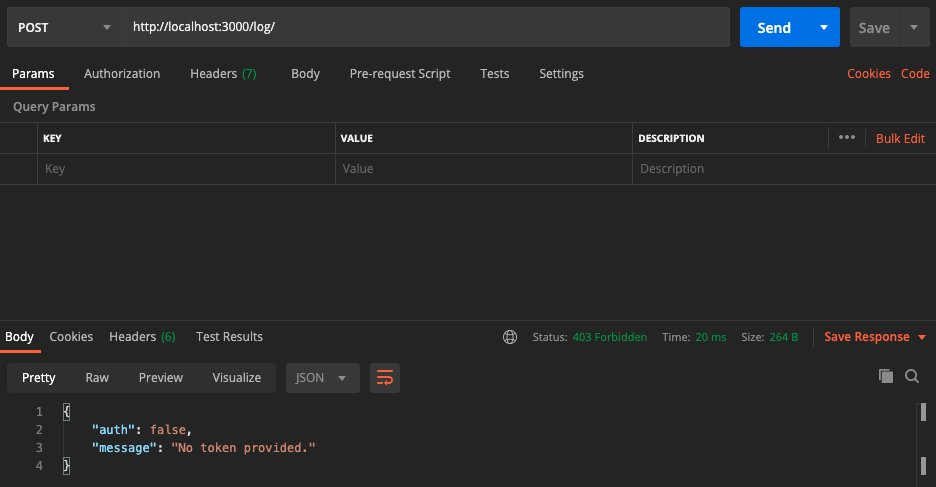 POST http://localhost:3000/log/ Send Save
Params Authorization Headers (7) Body Pre-request Script Tests Settings Cookies Code
Query Params
KEY VALUE DESCRIPTION ••• Bulk Edit
Key Value Description
Body Cookies Headers (6) Test Results Status: 403 Forbidden Time: 20 ms Size: 264 B Save Response
Pretty Raw Preview Visualize JSON
1 {
2 "auth": false,
3 "message": "No token provided."
4 }